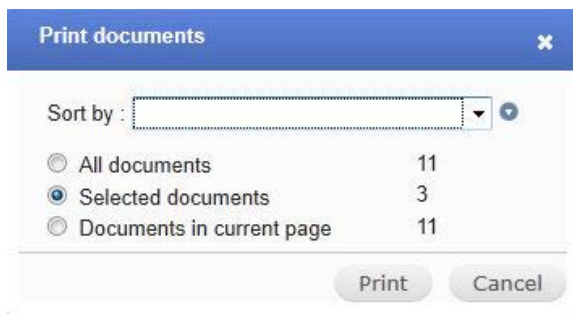 Print documents
Sort by :
All documents 11
Selected documents 3
Documents in current page 11
Print Cancel